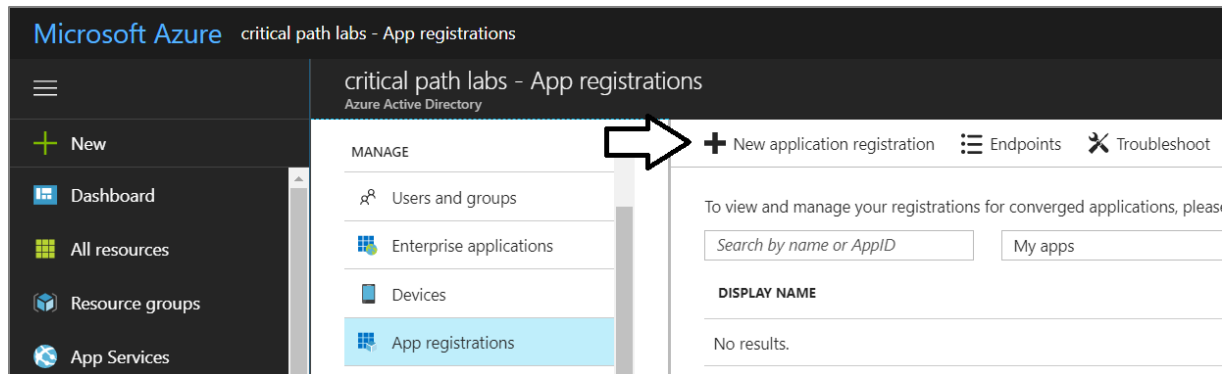 Microsoft Azure critical path labs - App registrations
critical path labs - App registrations
Azure Active Directory
New
Dashboard
All resources
Resource groups
App Services
MANAGE
Users and groups
Enterprise applications
Devices
App registrations
New application registration Endpoints Troubleshoot
To view and manage your registrations for converged applications, please
Search by name or AppID My apps
DISPLAY NAME
No results.